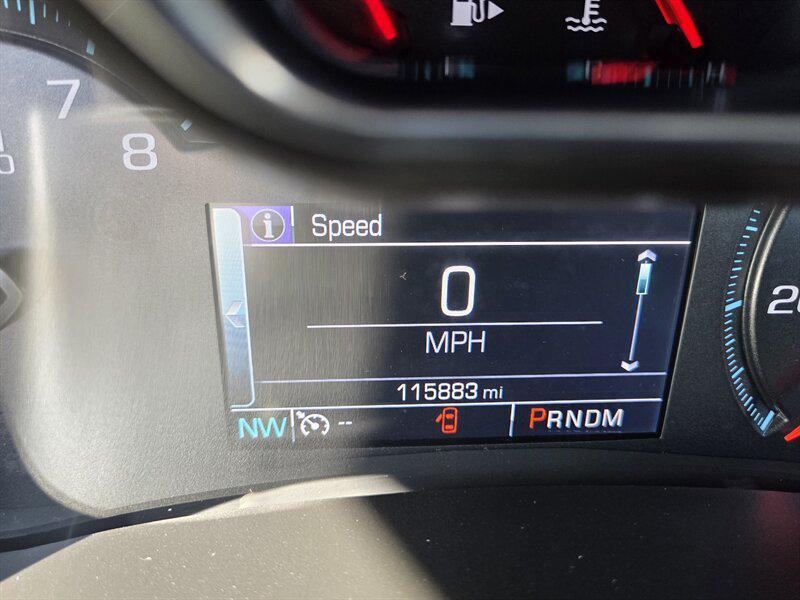 7
8
Speed
0
MPH
115883 mi
NW
--
PRNDM